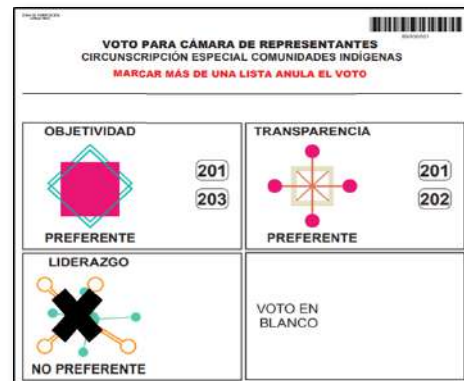 VOTO PARA CÁMARA DE REPRESENTANTES
CIRCUNSCRIPCIÓN ESPECIAL COMUNIDADES INDÍGENAS
MARCAR MÁS DE UNA LISTA ANULA EL VOTO
OBJETIVIDAD
201
203
PREFERENTE
TRANSPARENCIA
201
202
PREFERENTE
LIDERAZGO
NO PREFERENTE
VOTO EN
BLANCO